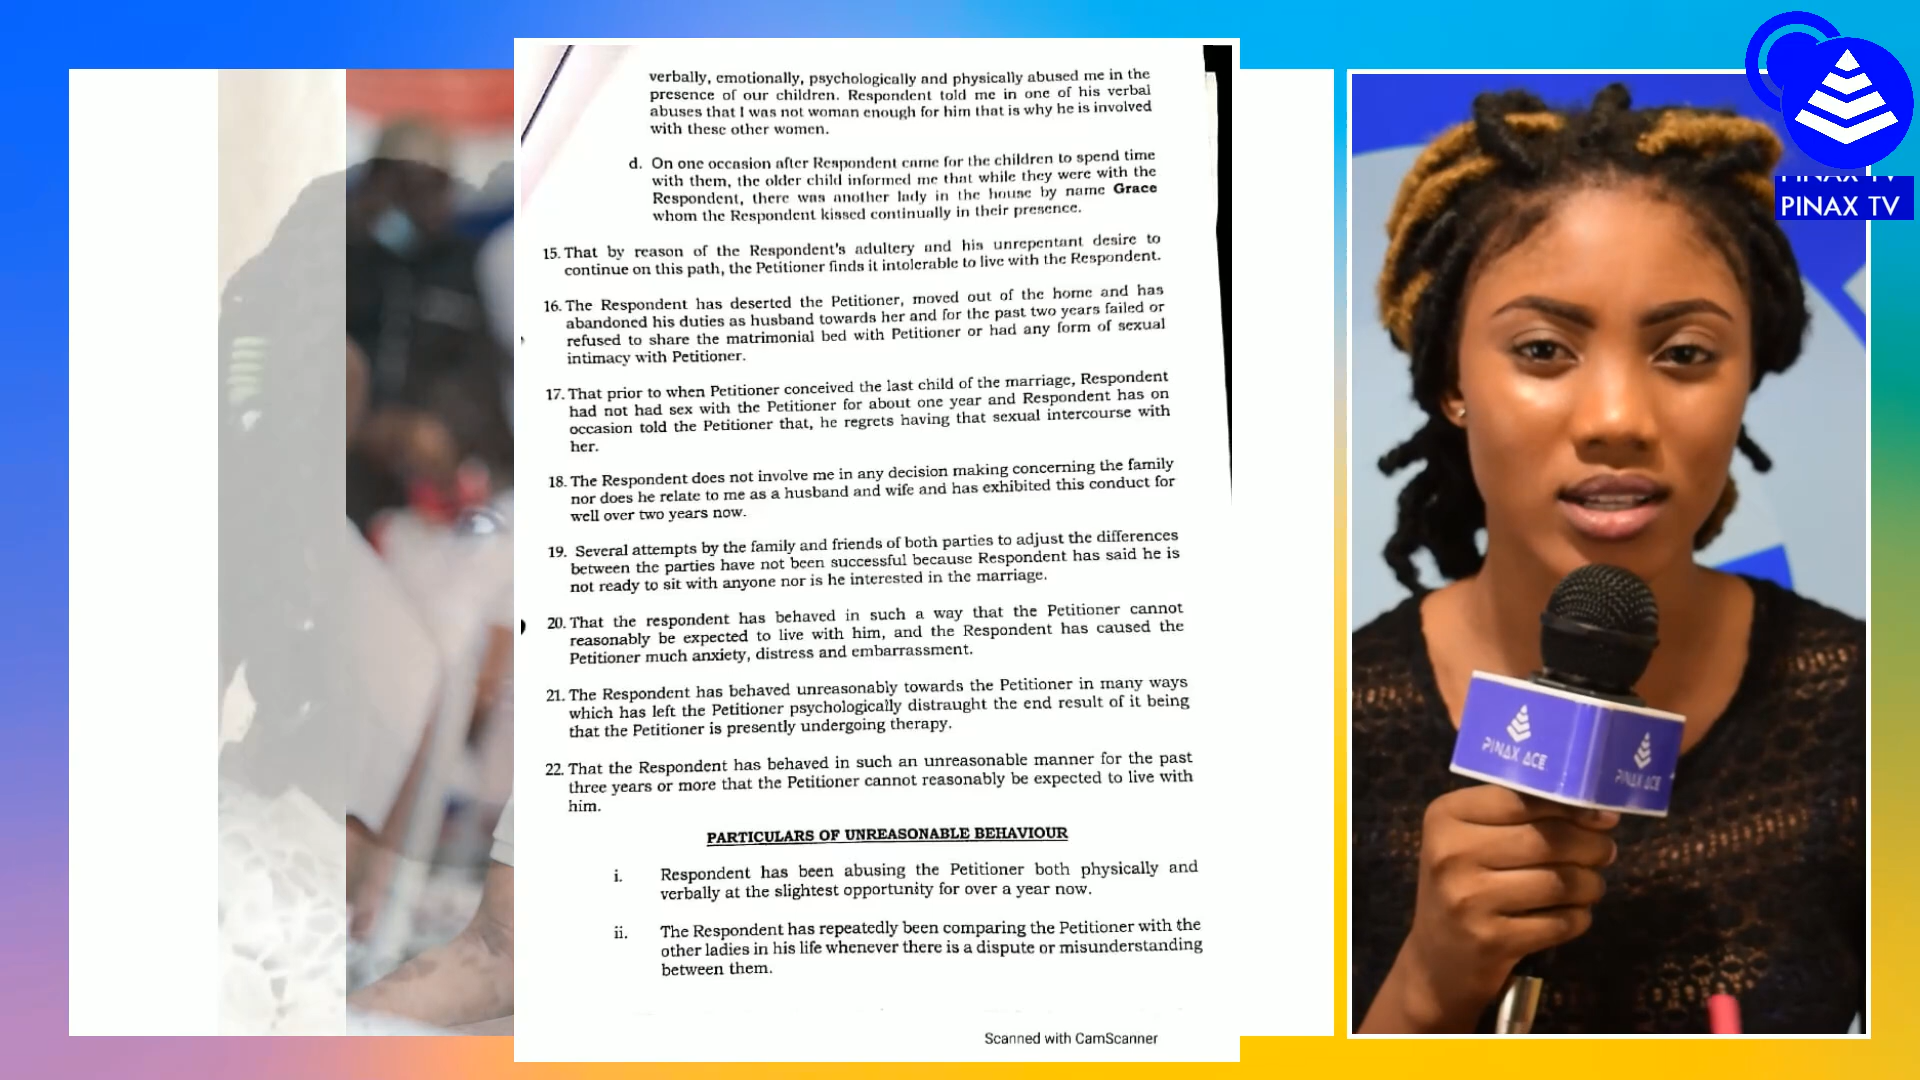 verbally, emotionally, psychologically and physically abused me in the
presence of our children. Respondent told me in one of his verbal
abuses that I was not woman enough for him that is why he is involved
with these other women.
d. On one occasion after Respondent came for the children to spend time
with them, the older child informed me that while they were with the
Respondent, there was another lady in the house by name Grace
whom the Respondent kissed continually in their presence.
15. That by reason of the Respondent's adultery and his unrepentant desire to
continue on this path, the Petitioner finds it intolerable to live with the Respondent.
16. The Respondent has deserted the Petitioner, moved out of the home and has
abandoned his duties as husband towards her and for the past two years failed or
refused to share the matrimonial bed with Petitioner or had any form of sexual
intimacy with Petitioner.
17. That prior to when Petitioner conceived the last child of the marriage, Respondent
had not had sex with the Petitioner for about one year and Respondent has on
occasion told the Petitioner that, he regrets having that sexual intercourse with
her.
18. The Respondent does not involve me in any decision making concerning the family
nor does he relate to me as a husband and wife and has exhibited this conduct for
well over two years now.
19. Several attempts by the family and friends of both parties to adjust the differences
between the parties have not been successful because Respondent has said he is
not ready to sit with anyone nor is he interested in the marriage.
20. That the respondent has behaved in such a way that the Petitioner cannot
reasonably be expected to live with him, and the Respondent has caused the
Petitioner much anxiety, distress and embarrassment.
21. The Respondent has behaved unreasonably towards the Petitioner in many ways
which has left the Petitioner psychologically distraught the end result of it being
that the Petitioner is presently undergoing therapy.
22. That the Respondent has behaved in such an unreasonable manner for the past
three years or more that the Petitioner cannot reasonably be expected to live with
him.
PARTICULARS OF UNREASONABLE BEHAVIOUR
i. Respondent has been abusing the Petitioner both physically and
verbally at the slightest opportunity for over a year now.
ii. The Respondent has repeatedly been comparing the Petitioner with the
other ladies in his life whenever there is a dispute or misunderstanding
between them.
Scanned with CamScanner
PINAX TV
PINAX TV
PINAX ACE
PINAX ACE